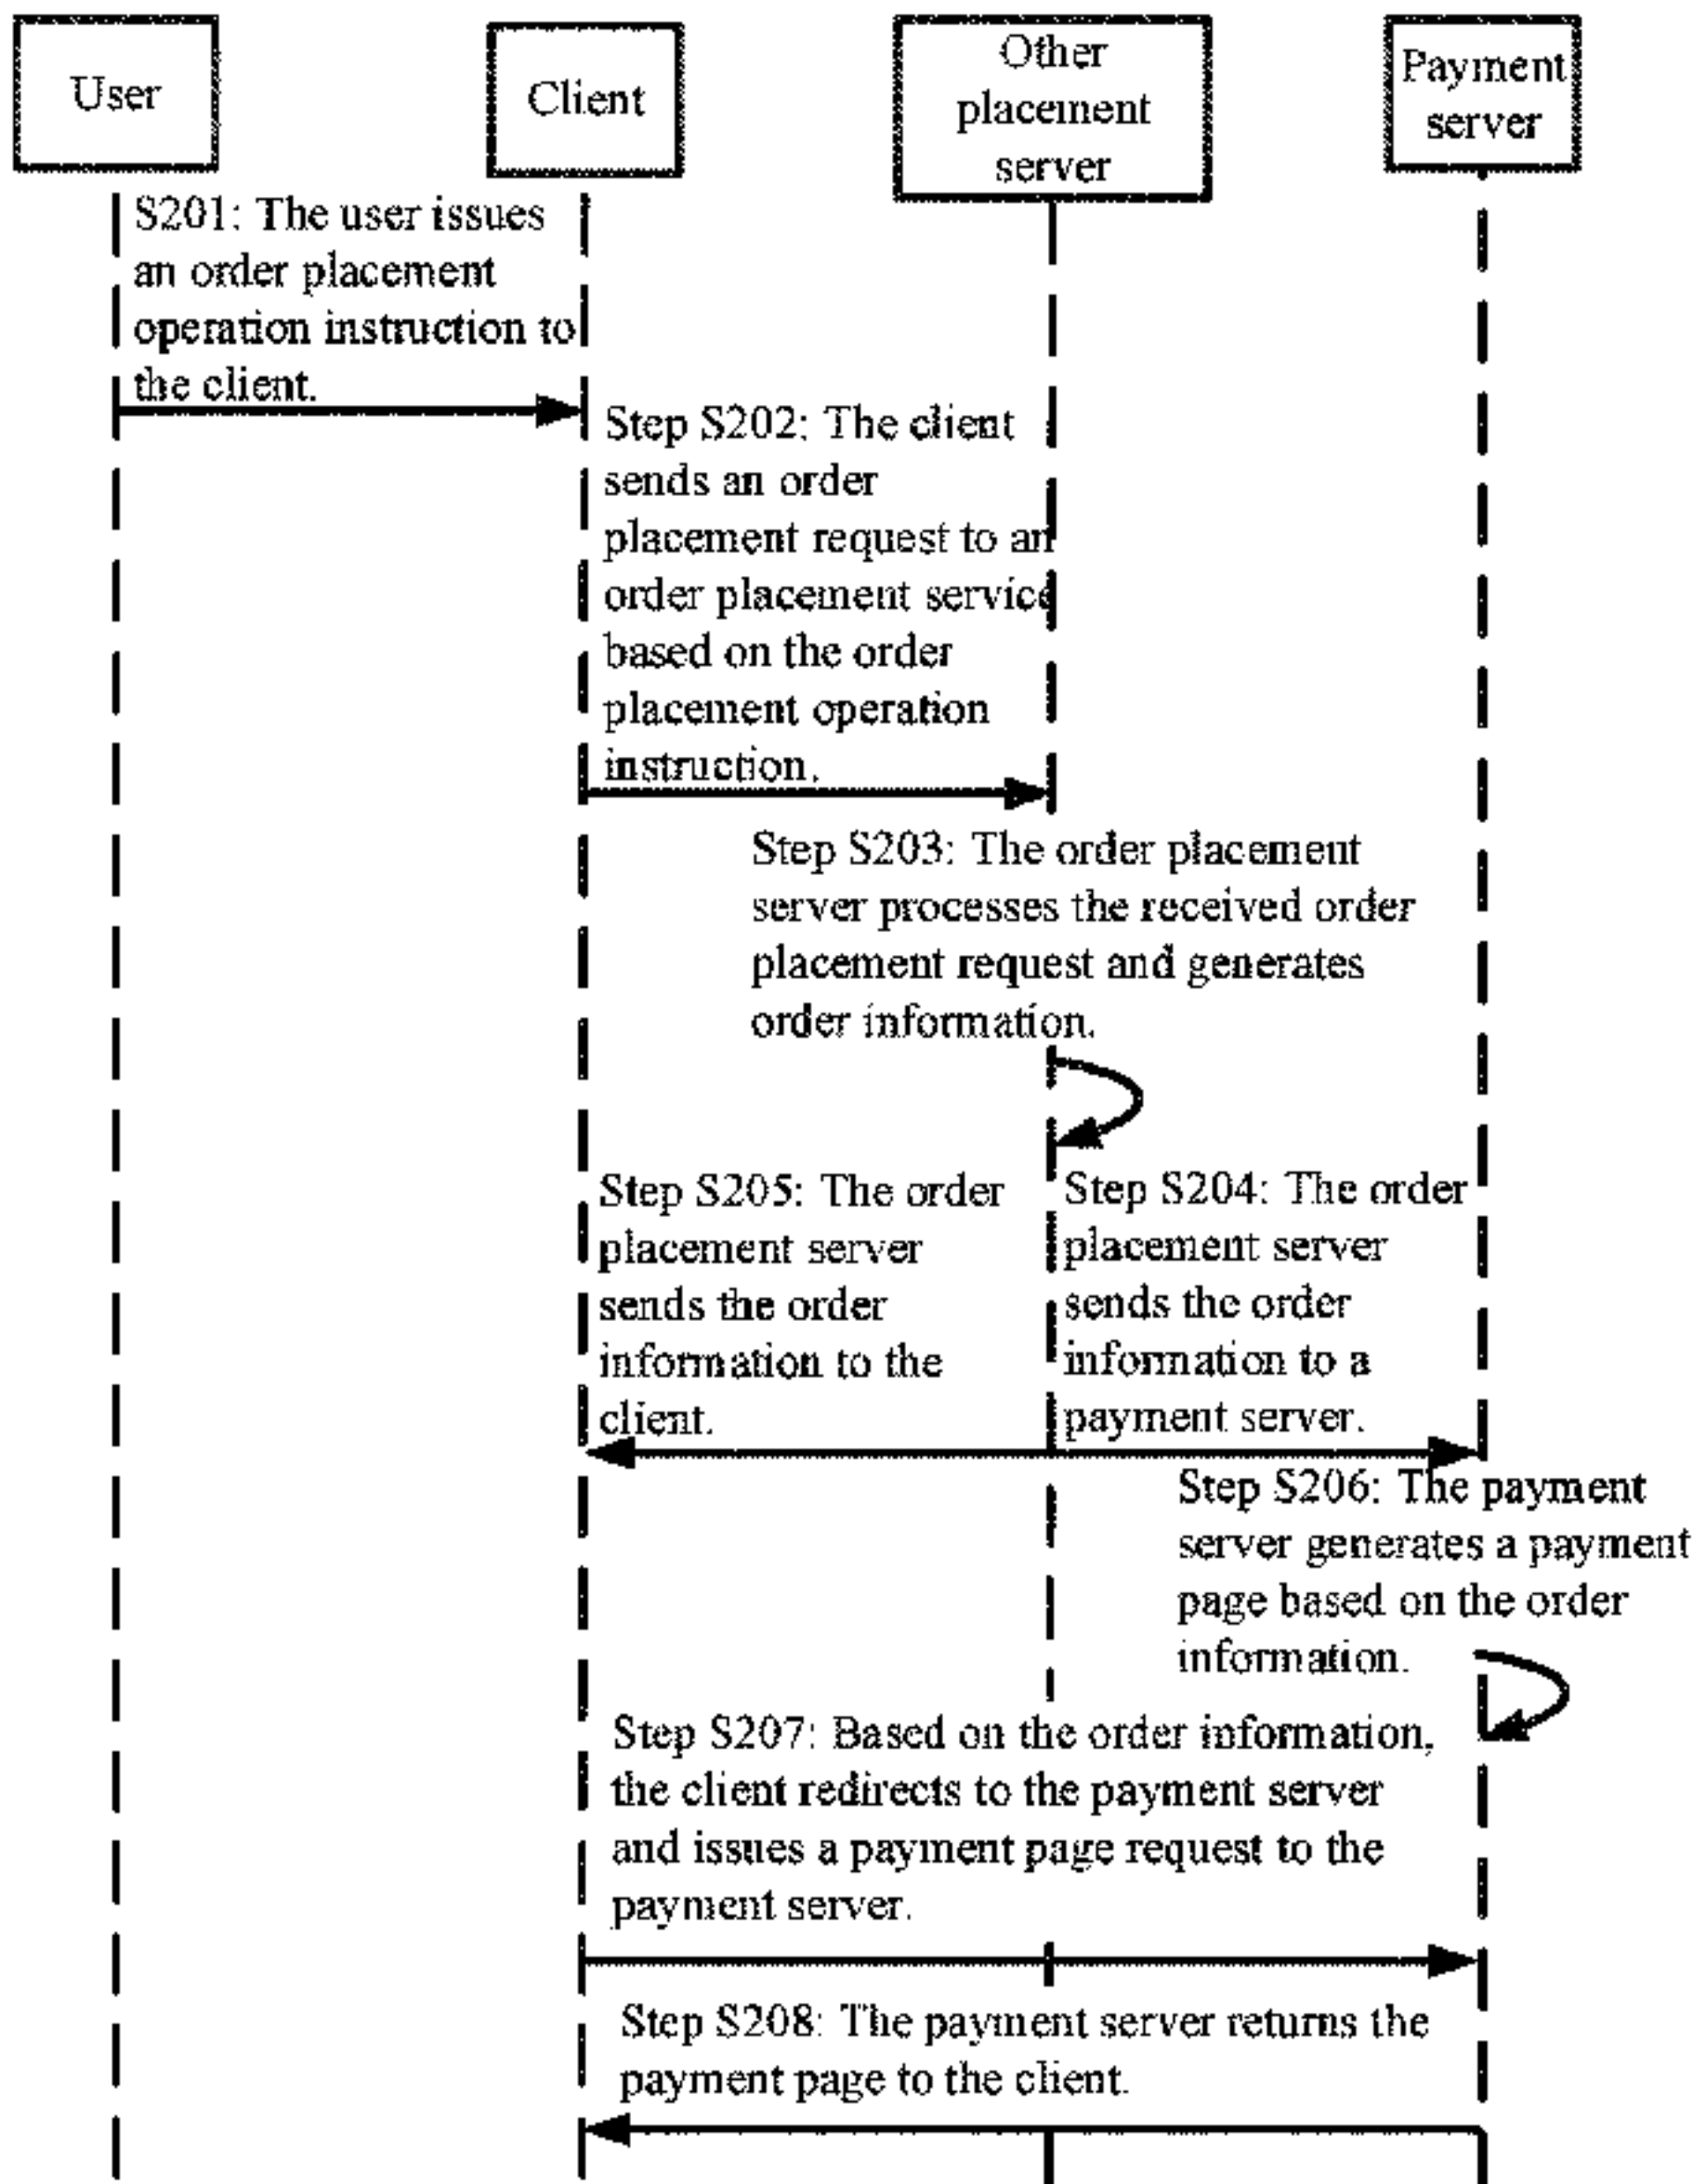 User
Client
Other
placement
server
Payment
server
S201: The user issues
an order placement
operation instruction to
the client.
Step S202: The client
sends an order
placement request to an
order placement service
based on the order
placement operation
instruction.
Step S203: The order placement
server processes the received order
placement request and generates
order information.
Step S205: The order
placement server
sends the order
information to the
client.
Step S204: The order
placement server
sends the order
information to a
payment server.
Step S206: The payment
server generates a payment
page based on the order
information.
Step S207: Based on the order information,
the client redirects to the payment server
and issues a payment page request to the
payment server.
Step S208: The payment server returns the
payment page to the client.